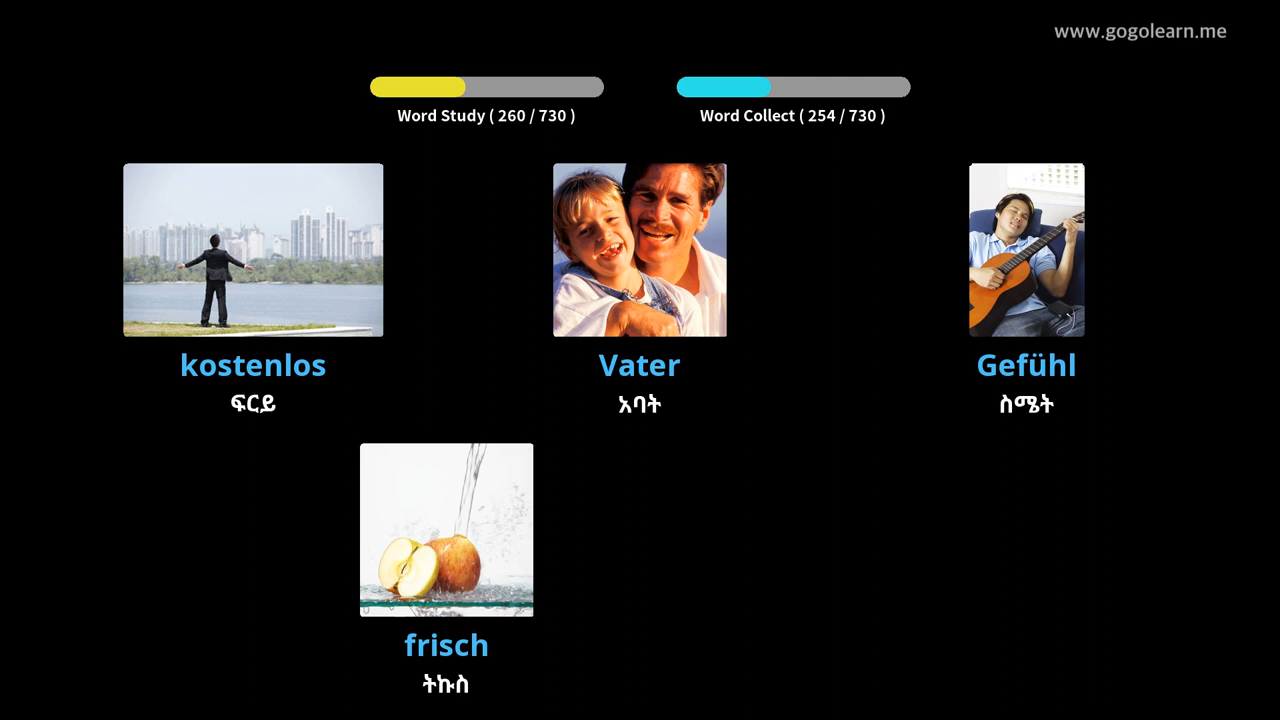 www.gogolearn.me
Word Study ( 260 / 730 )
Word Collect ( 254 / 730 )
kostenlos
ፍርይ
Vater
አባት
Gefühl
ስሜት
frisch
ትኩስ